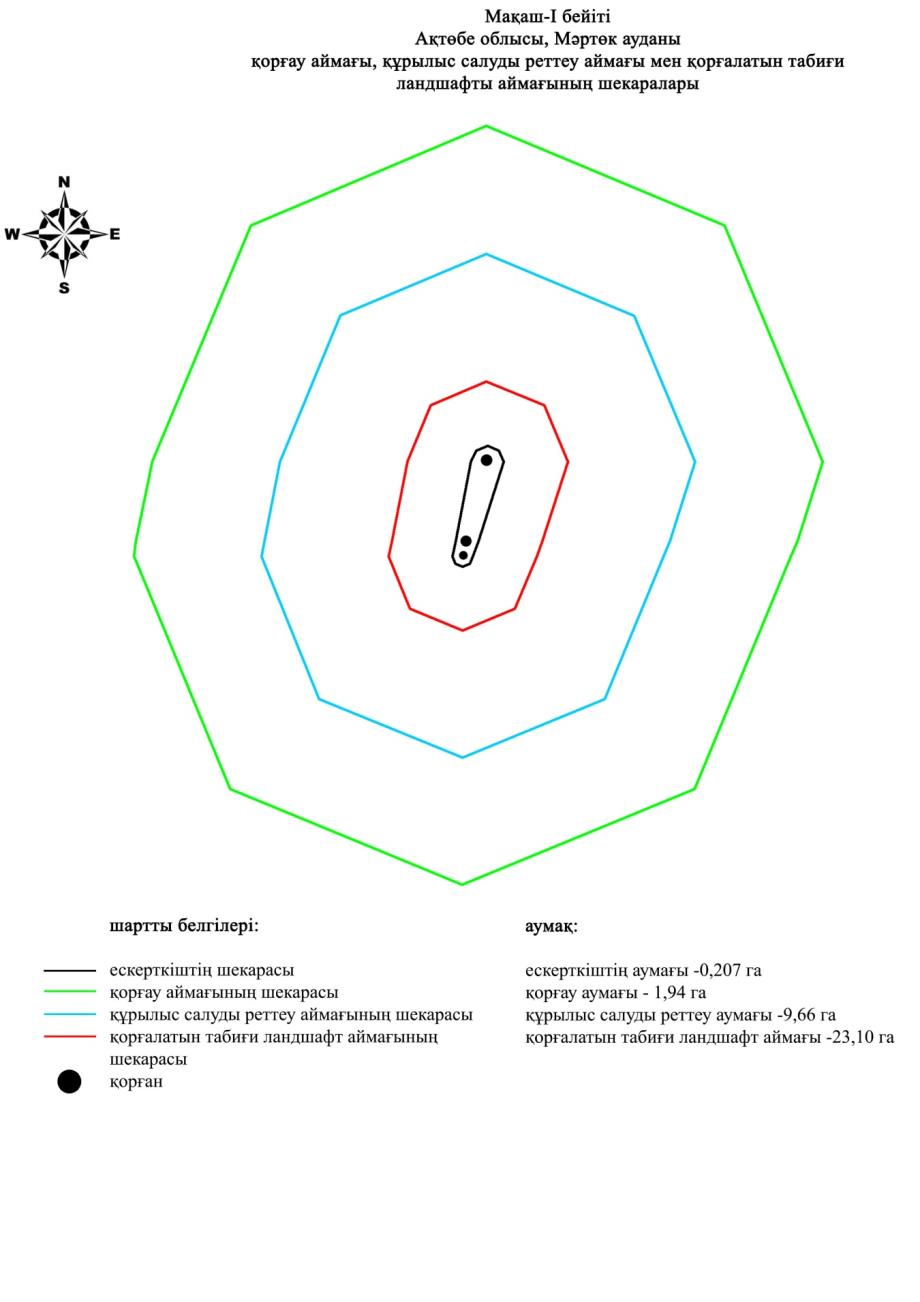 Мақаш-I бейіті
Ақтөбе облысы, Мәртөк ауданы
қорғау аймағы, құрылыс салуды реттеу аймағы мен қорғалатын табиғи
ландшафты аймағының шекаралары
N
W
E
S
шартты белгілері:
ескерткіштің шекарасы
қорғау аймағының шекарасы
құрылыс салуды реттеу аймағының шекарасы
қорғалатын табиғи ландшафт аймағының
шекарасы
қорған
аумақ:
ескерткіштің аумағы -0,207 га
қорғау аумағы - 1,94 га
құрылыс салуды реттеу аумағы -9,66 га
қорғалатын табиғи ландшафт аймағы -23,10 га